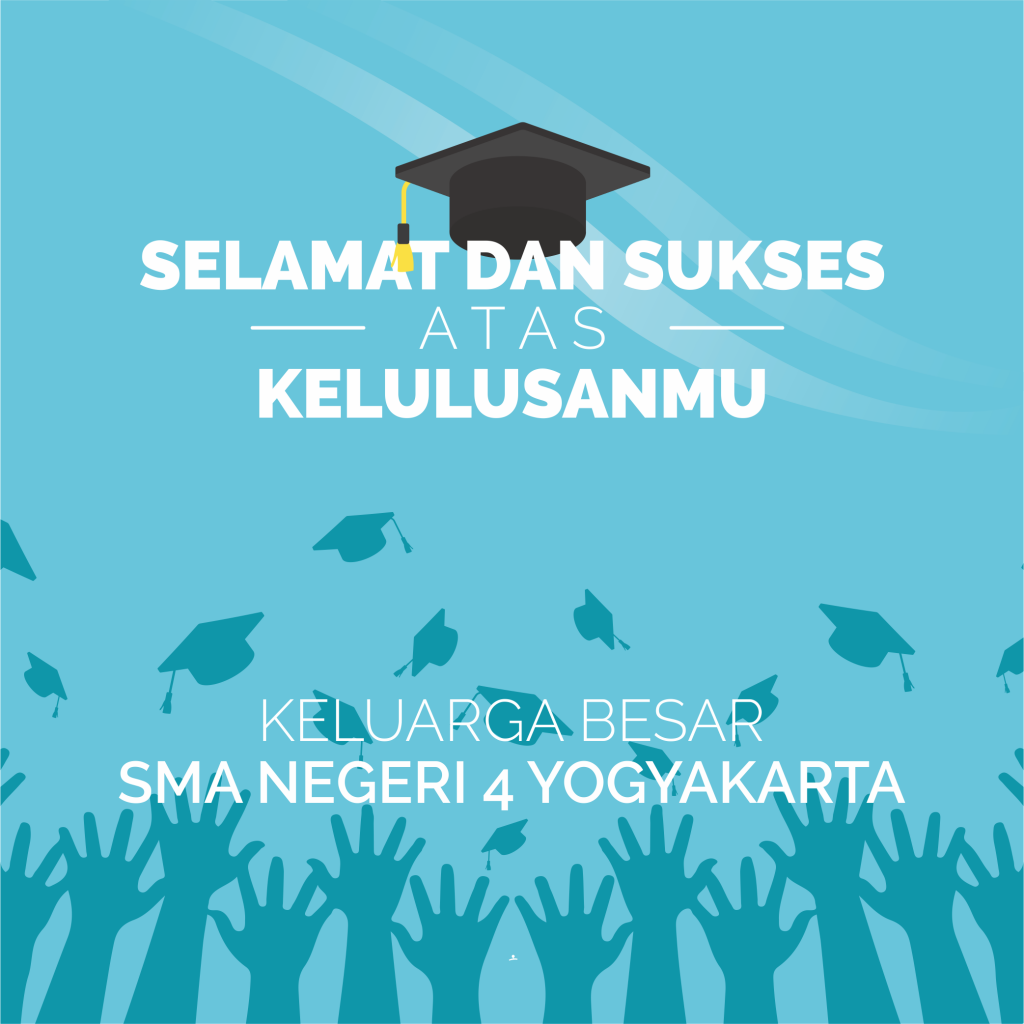 SELAMAT DAN SUKSES
ATAS
KELULUSANMU
KELUARGA BESAR
SMA NEGERI 4 YOGYAKARTA